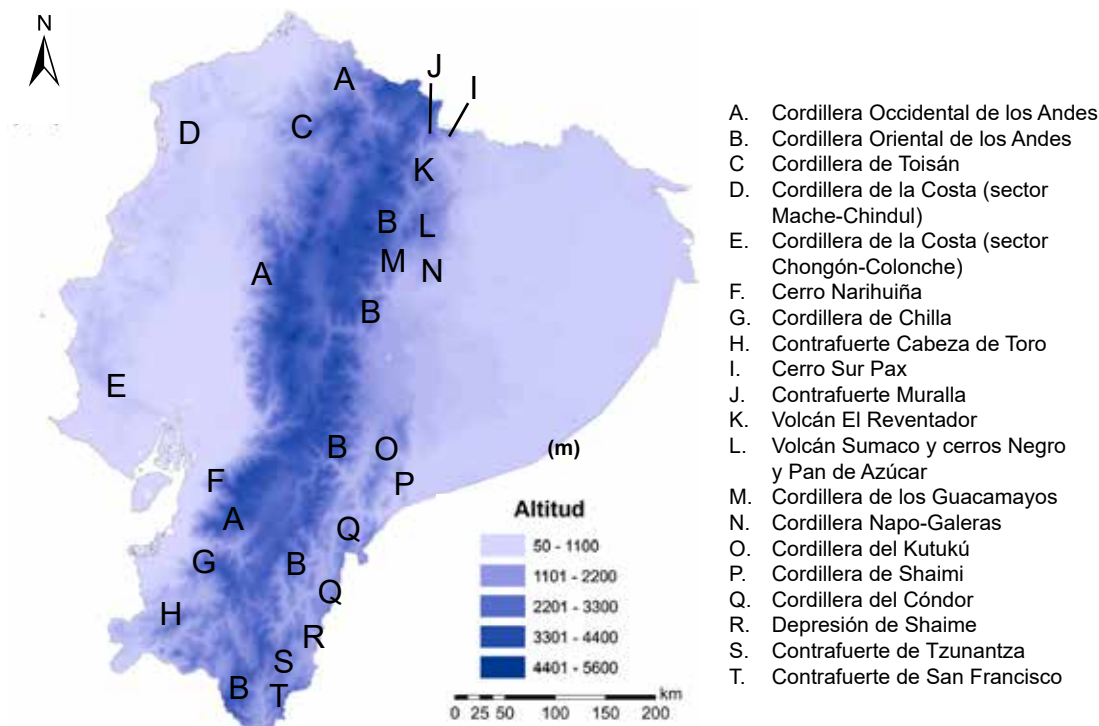 N
J
A
I
D
C
K
B
L
A
M
N
B
E
B
O
(m)
F
P
A
Q
G
B
Q
H
R
S
B
T
Altitud
50 - 1100
1101 - 2200
2201 - 3300
3301 - 4400
4401 - 5600
km
0 25 50 100 150 200
A. Cordillera Occidental de los Andes
B. Cordillera Oriental de los Andes
C Cordillera de Toisán
D. Cordillera de la Costa (sector
Mache-Chindul)
E. Cordillera de la Costa (sector
Chongón-Colonche)
F. Cerro Narihuiña
G. Cordillera de Chilla
H. Contrafuerte Cabeza de Toro
I. Cerro Sur Pax
J. Contrafuerte Muralla
K. Volcán El Reventador
L. Volcán Sumaco y cerros Negro
y Pan de Azúcar
M. Cordillera de los Guacamayos
N. Cordillera Napo-Galeras
O. Cordillera del Kutukú
P. Cordillera de Shaimi
Q. Cordillera del Cóndor
R. Depresión de Shaime
S. Contrafuerte de Tzunantza
T. Contrafuerte de San Francisco